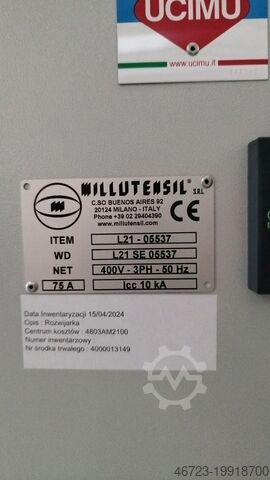 UCIMU
www.ucimu.it
MILLUTENSIL S.R.L.
C.SO BUENOS AIRES 92
20124 MILANO - ITALY
Phone +39 02 29404390
www.millutensil.com
CE
ITEM L21 - 05537
WD L21 SE 05537
NET 400V - 3PH - 50 Hz
75 A Icc 10 kA
Data Inwentaryzacji 15/04/2024
Opis : Rozwijarka
Centrum kosztów : 4803AM2100
Numer inwentarzowy :
Nr środka trwałego : 4000013149
46723-19918700